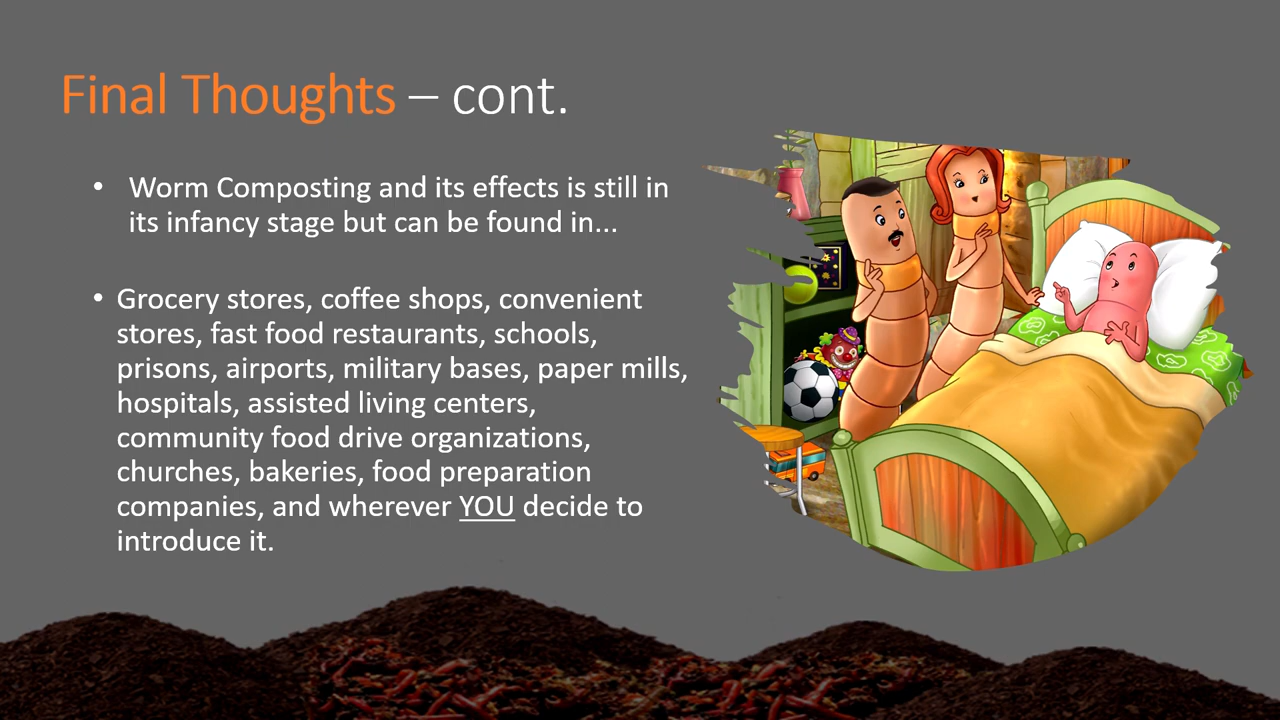 Final Thoughts – cont.
• Worm Composting and its effects is still in
its infancy stage but can be found in...
• Grocery stores, coffee shops, convenient
stores, fast food restaurants, schools,
prisons, airports, military bases, paper mills,
hospitals, assisted living centers,
community food drive organizations,
churches, bakeries, food preparation
companies, and wherever YOU decide to
introduce it.